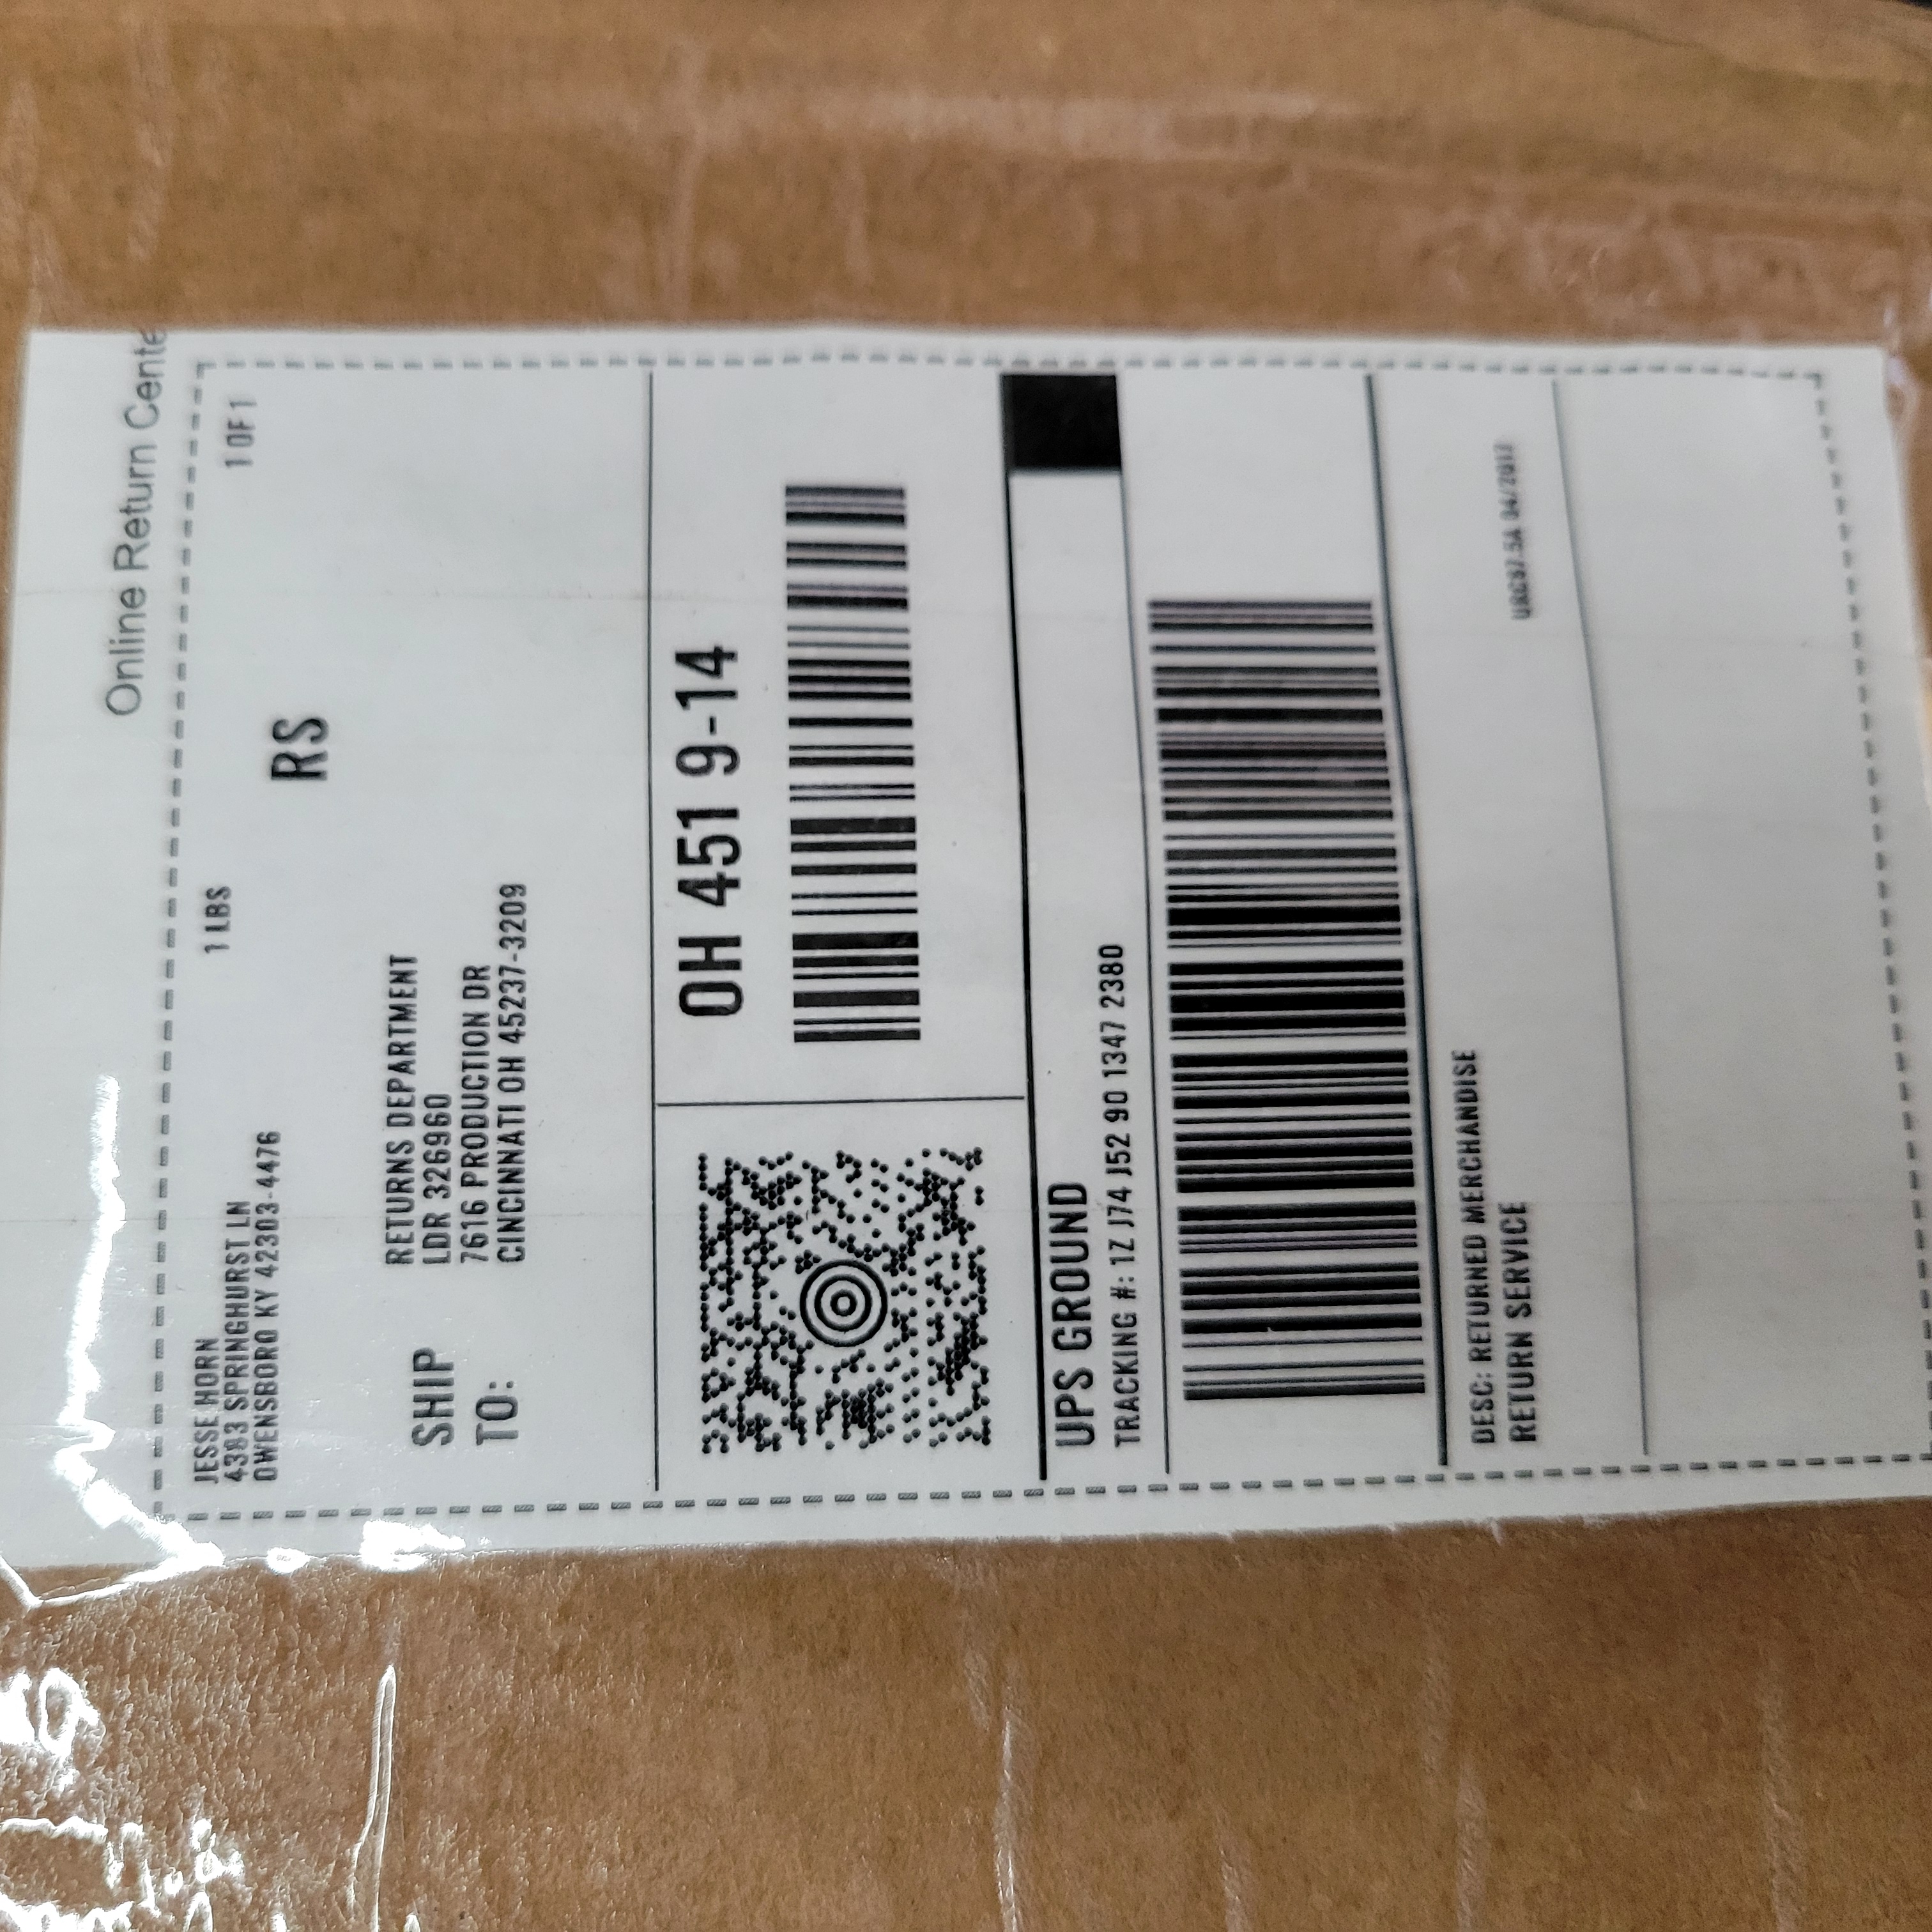 Online Return Cente
JESSE HORN
4383 SPRINGHURST LN
OWENSBORO KY 42303-4476
1 LBS
1 OF 1
RS
SHIP
TO:
RETURNS DEPARTMENT
LDR 326960
7616 PRODUCTION DR
CINCINNATI OH 45237-3209
OH 451 9-14
UPS GROUND
TRACKING #: 1Z J74 J52 90 1347 2380
DESC: RETURNED MERCHANDISE
RETURN SERVICE